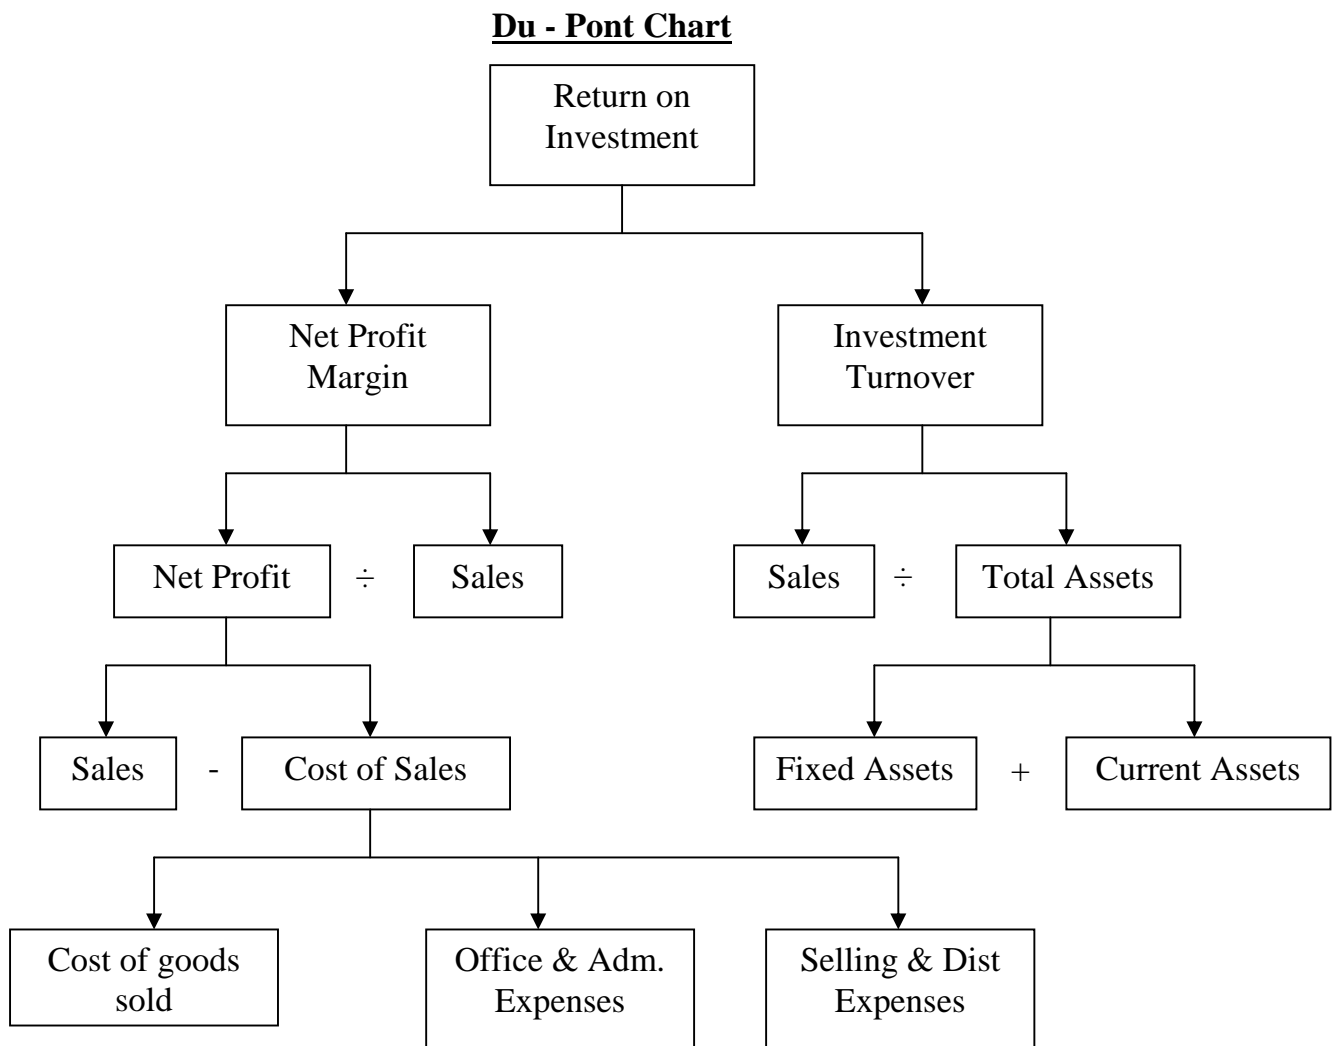 Du - Pont Chart
Return on
Investment
Net Profit
Margin
Investment
Turnover
Net Profit ÷ Sales
Sales ÷ Total Assets
Sales - Cost of Sales
Fixed Assets + Current Assets
Cost of goods
sold
Office & Adm.
Expenses
Selling & Dist
Expenses